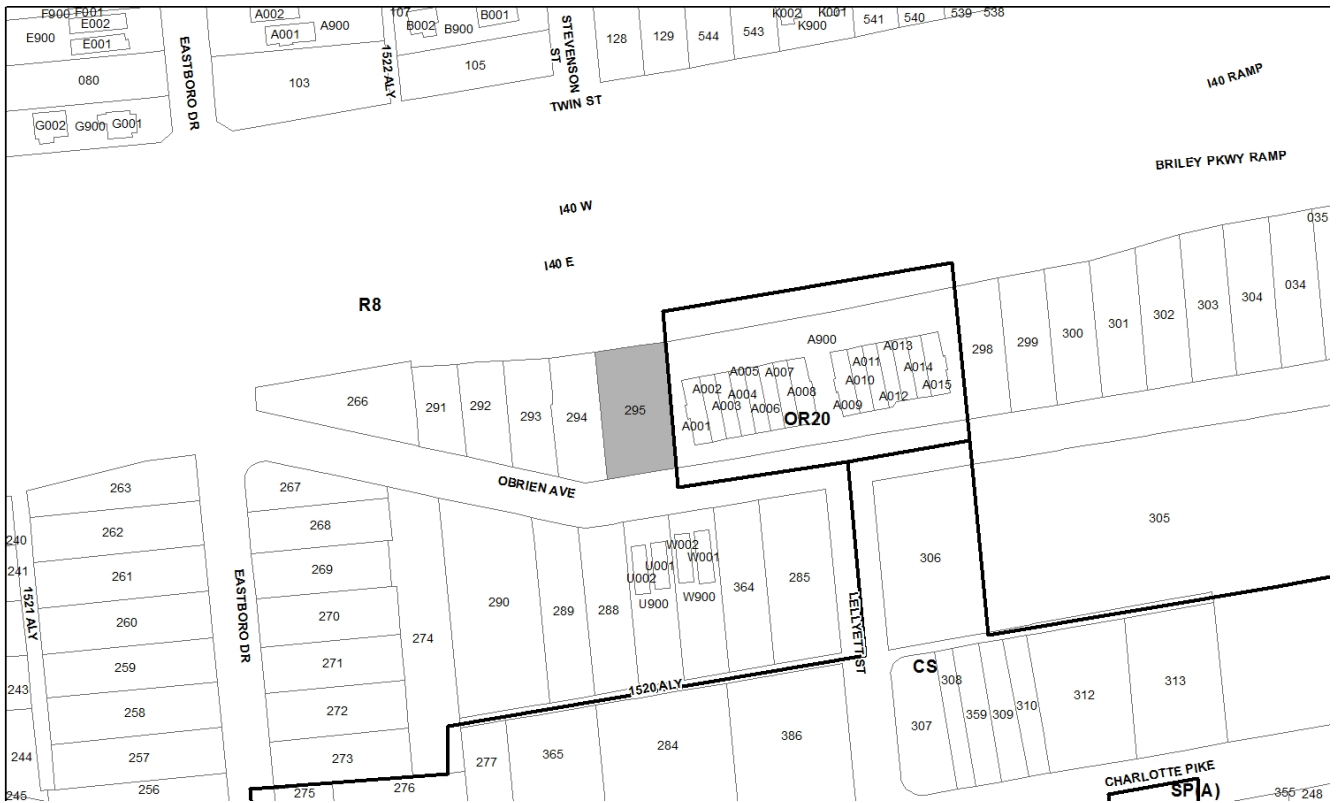 F900 F001
E002
E900
E001
A002
A900
A001
107
B002
B900
B001
STEVENSON ST
128
129
544
543
K002
K001
K900
541
540
539
538
080
EASTBORO DR
103
1522 ALY
105
TWIN ST
I40 RAMP
G002
G900
G001
BRILEY PKWY RAMP
I40 W
I40 E
R8
035
034
304
303
302
301
300
299
298
A900
A013
A011
A014
A010
A015
A012
A009
A005
A007
A002
A004
A008
A003
A006
A001
OR20
266
291
292
293
294
295
OBRIEN AVE
263
262
261
260
259
258
257
256
240
241
243
244
245
1521 ALY
EASTBORO DR
267
268
269
270
271
272
273
274
275
276
290
289
288
U002
U001
U900
W002
W001
W900
364
285
LELLYETT ST
306
305
1520 ALY
CS
277
365
284
386
307
308
359
309
310
312
313
CHARLOTTE PIKE
SP(A)
355
248